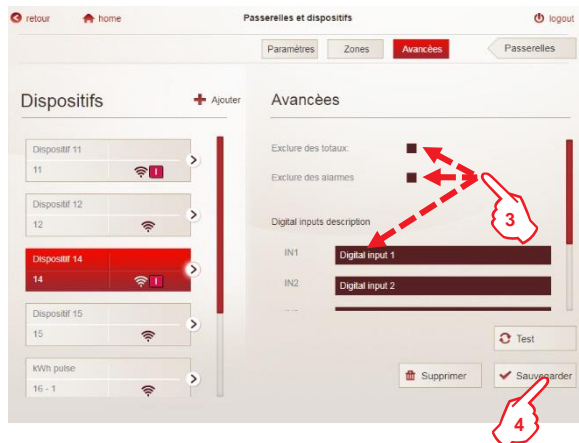 retour
home
Passerelles et dispositifs
logout
Paramètres
Zones
Avancèes
Passerelles
Dispositifs
Ajouter
Avancèes
Dispositif 11
11
I
Dispositif 12
12
Dispositif 14
14
I
Dispositif 15
15
kWh pulse
16 - 1
Exclure des totaux:
Exclure des alarmes
3
Digital inputs description
IN1
Digital input 1
IN2
Digital input 2
Test
Supprimer
Sauvegarder
4